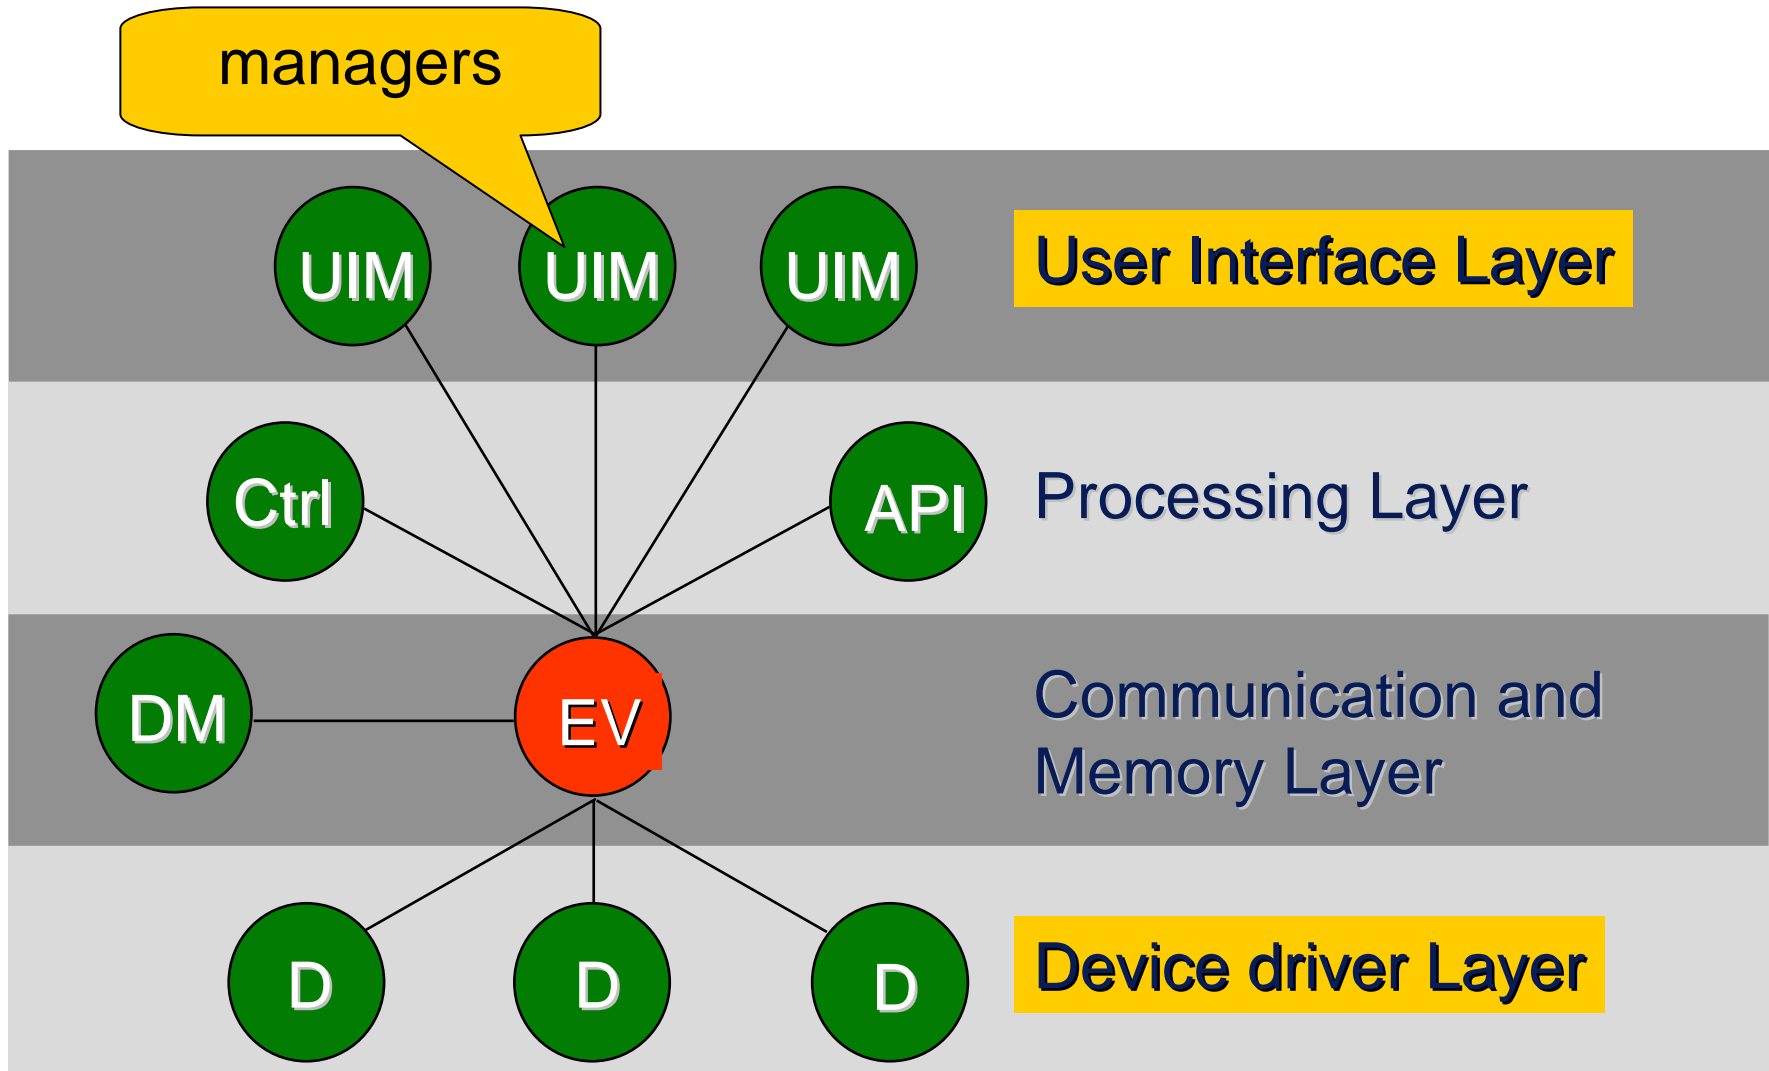 managers
UIM UIM UIM User Interface Layer
Ctrl API Processing Layer
DM EV Communication and
Memory Layer
D D D Device driver Layer